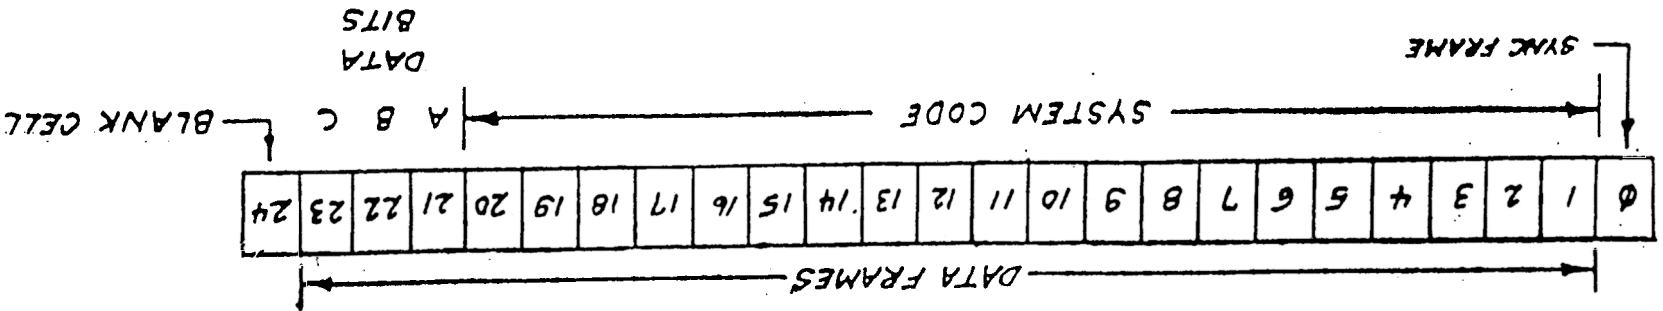 DATA FRAMES
0 1 2 3 4 5 6 7 8 9 10 11 12 13 14 15 16 17 18 19 20 21 22 23 24
SYSTEM CODE A B C BLANK CELL
SYNC FRAME DATA
BITS